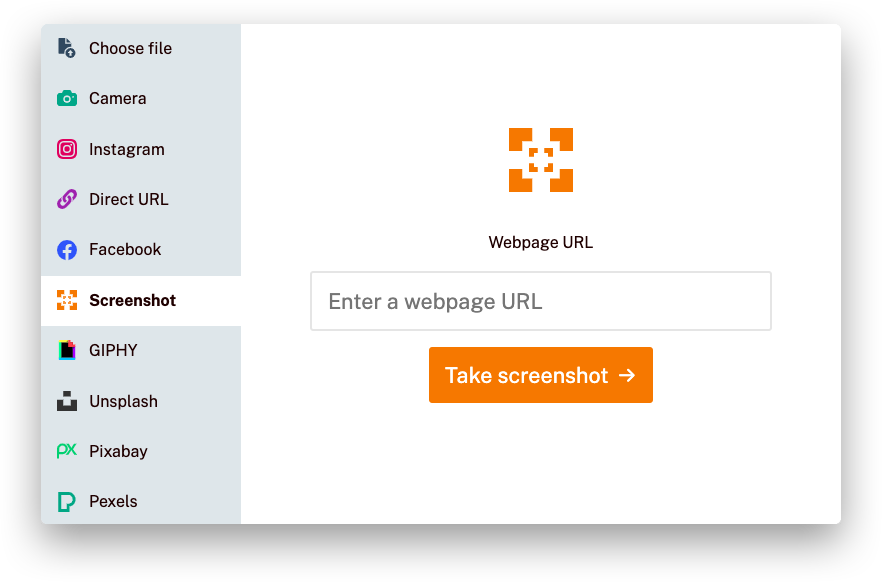 Choose file
Camera
Instagram
Direct URL
Facebook
Screenshot
GIPHY
Unsplash
Pixabay
Pexels
Webpage URL
Enter a webpage URL
Take screenshot →